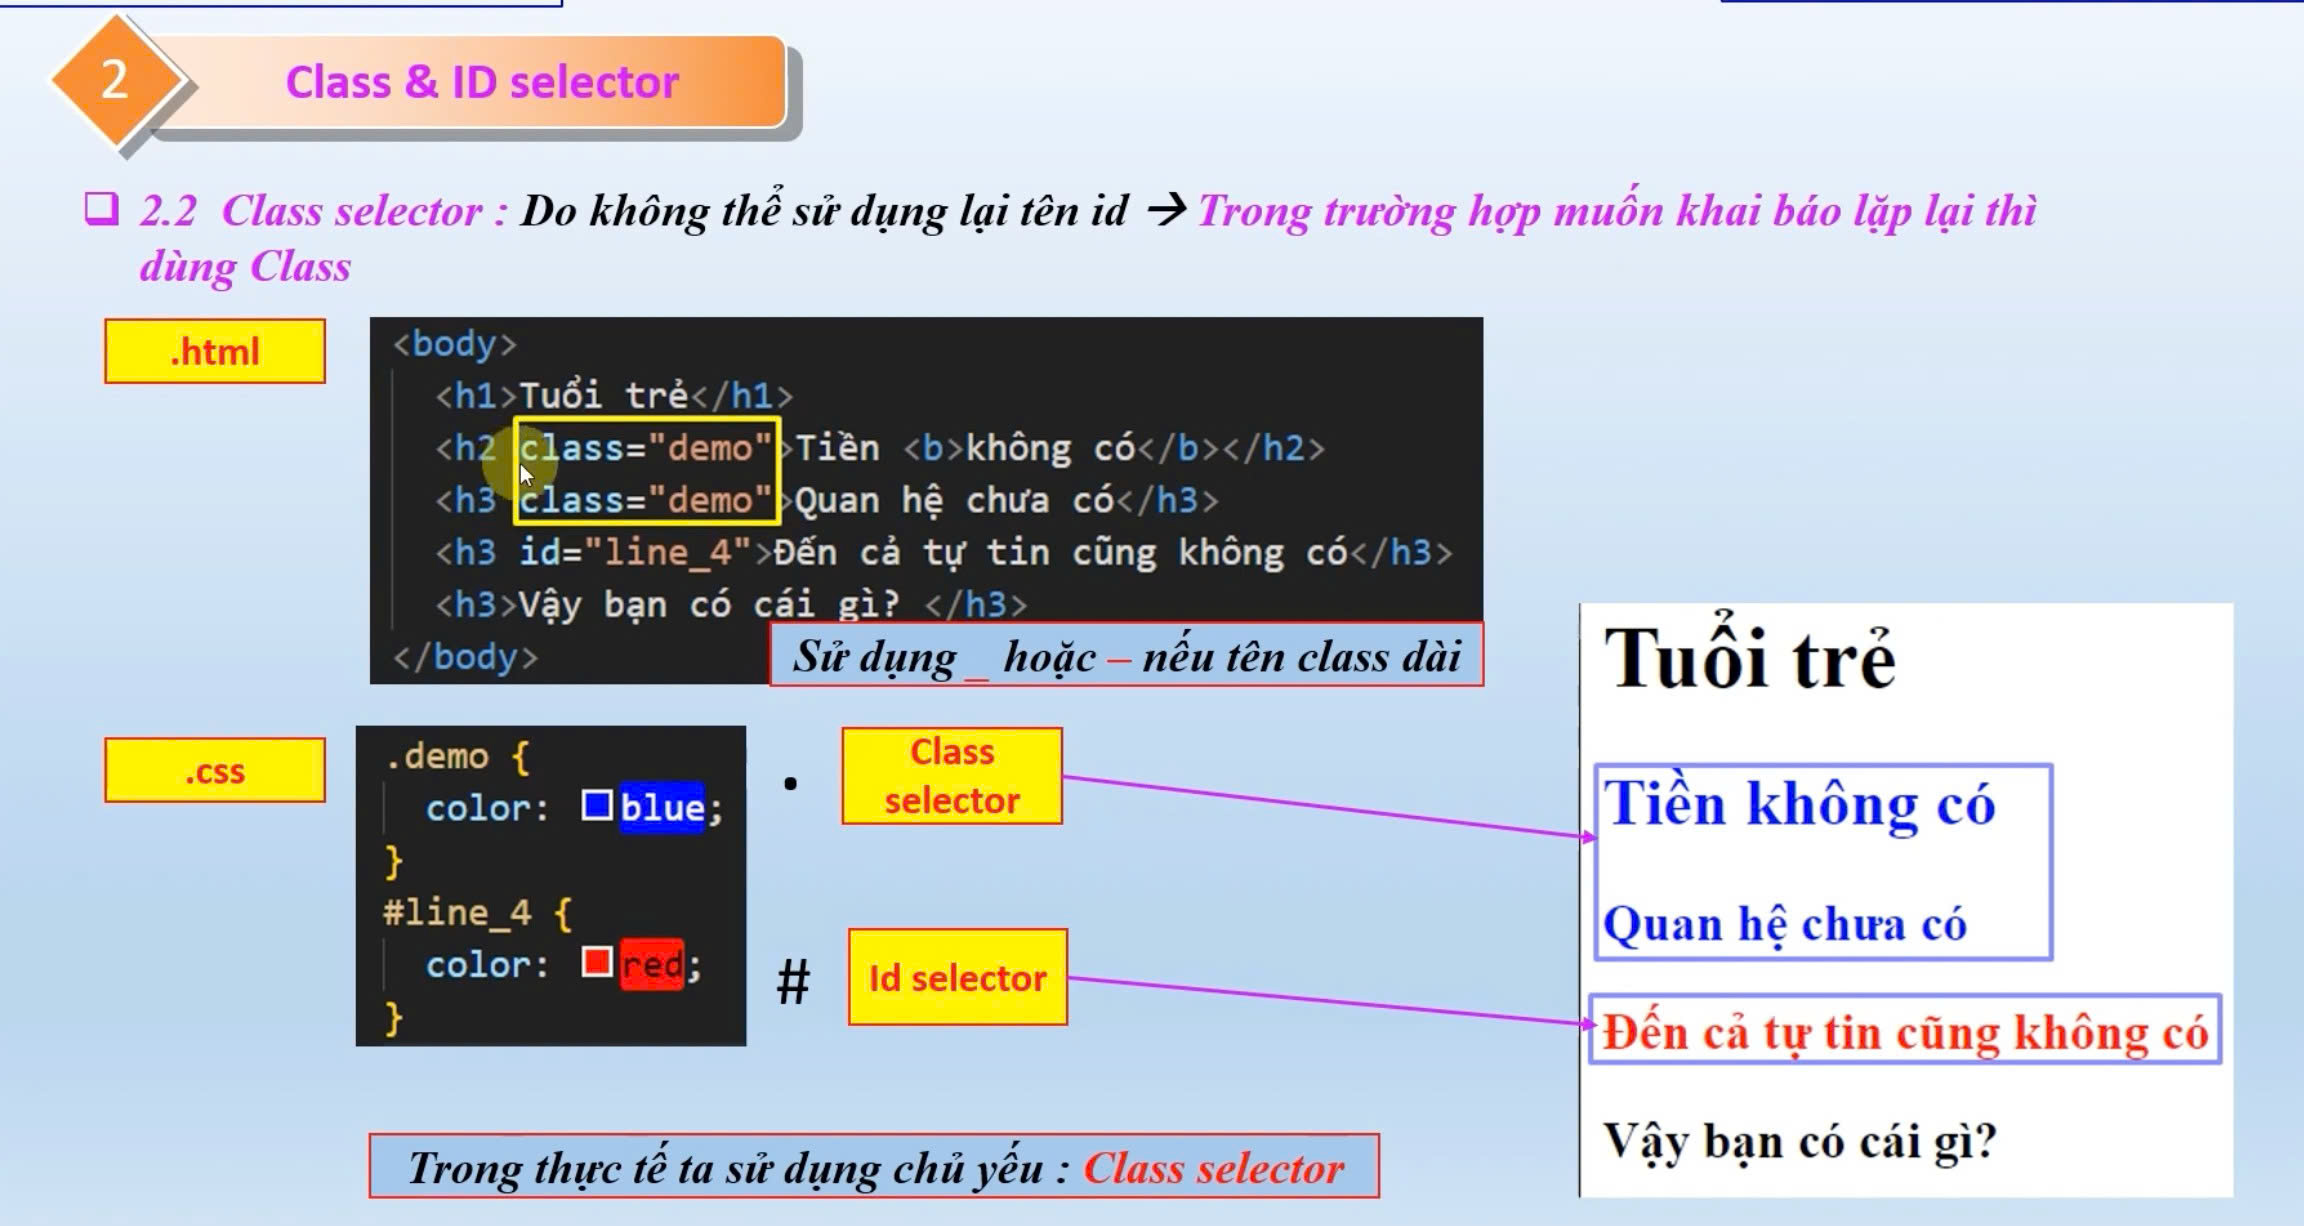 2
Class & ID selector
2.2 Class selector : Do không thể sử dụng lại tên id → Trong trường hợp muốn khai báo lặp lại thì
dùng Class
.html
<body>
<h1>Tuổi trẻ</h1>
<h2 class="demo">Tiền <b>không có</b></h2>
<h3 class="demo">Quan hệ chưa có</h3>
<h3 id="line_4">Đến cả tự tin cũng không có</h3>
<h3>Vậy bạn có cái gì? </h3>
</body>
Sử dụng _ hoặc – nếu tên class dài
.css
.demo {
color: blue;
}
#line_4 {
color: red;
}
.
Class
selector
#
Id selector
Tuổi trẻ
Tiền không có
Quan hệ chưa có
Đến cả tự tin cũng không có
Vậy bạn có cái gì?
Trong thực tế ta sử dụng chủ yếu : Class selector